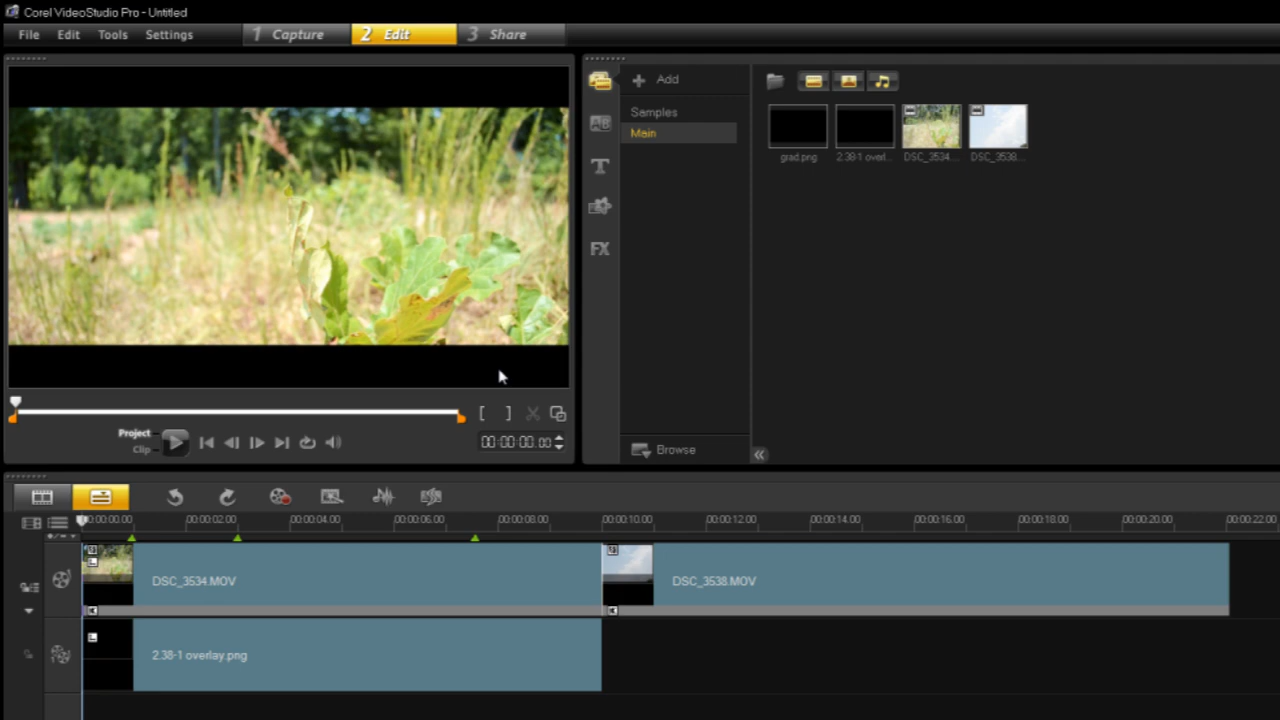 Corel VideoStudio Pro - Untitled
File Edit Tools Settings 1 Capture 2 Edit 3 Share
Add
Samples
Main
grad.png 2.38-1 overl... DSC_3534... DSC_3538...
T
FX
Browse
[ ]
Project
Clip
00:00:00.00
00:00:00.00 00:00:02.00 00:00:04.00 00:00:06.00 00:00:08.00 00:00:10.00 00:00:12.00 00:00:14.00 00:00:16.00 00:00:18.00 00:00:20.00 00:00:22.00
DSC_3534.MOV DSC_3538.MOV
2.38-1 overlay.png